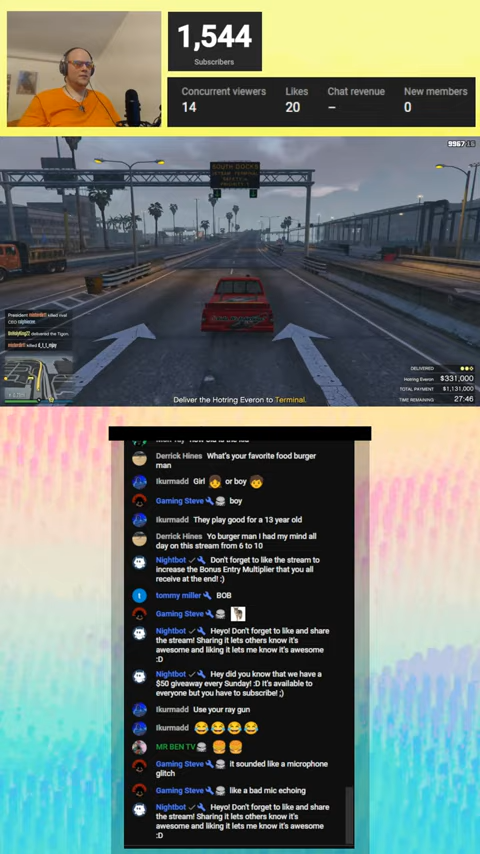 1,544
Subscribers
Concurrent viewers
14
Likes
20
Chat revenue
–
New members
0
SOUTH DOCKS
DELIVERED
Hotring Everon $331,000
TOTAL PAYMENT $1,131,000
TIME REMAINING 27:46
President
delivered the Tigon.
Deliver the Hotring Everon to Terminal.
Derrick Hines What's your favorite food burger
man
Ikurmadd Girl 👧 or boy 👦
Gaming Steve boy
Ikurmadd They play good for a 13 year old
Derrick Hines Yo burger man I had my mind all
day on this stream from 6 to 10
Nightbot Don't forget to like the stream to
increase the Bonus Entry Multiplier that you all
receive at the end! :)
tommy miller BOB
Gaming Steve
Nightbot Heyo! Don't forget to like and share
the stream! Sharing it lets others know it's
awesome and liking it lets me know it's awesome
:D
Nightbot Hey did you know that we have a
$50 giveaway every Sunday! :D It's available to
everyone but you have to subscribe! ;)
Ikurmadd Use your ray gun
Ikurmadd 😂😂😂😂
MR BEN TV 🍔🍔
Gaming Steve it sounded like a microphone
glitch
Gaming Steve like a bad mic echoing
Nightbot Heyo! Don't forget to like and share
the stream! Sharing it lets others know it's
awesome and liking it lets me know it's awesome
:D